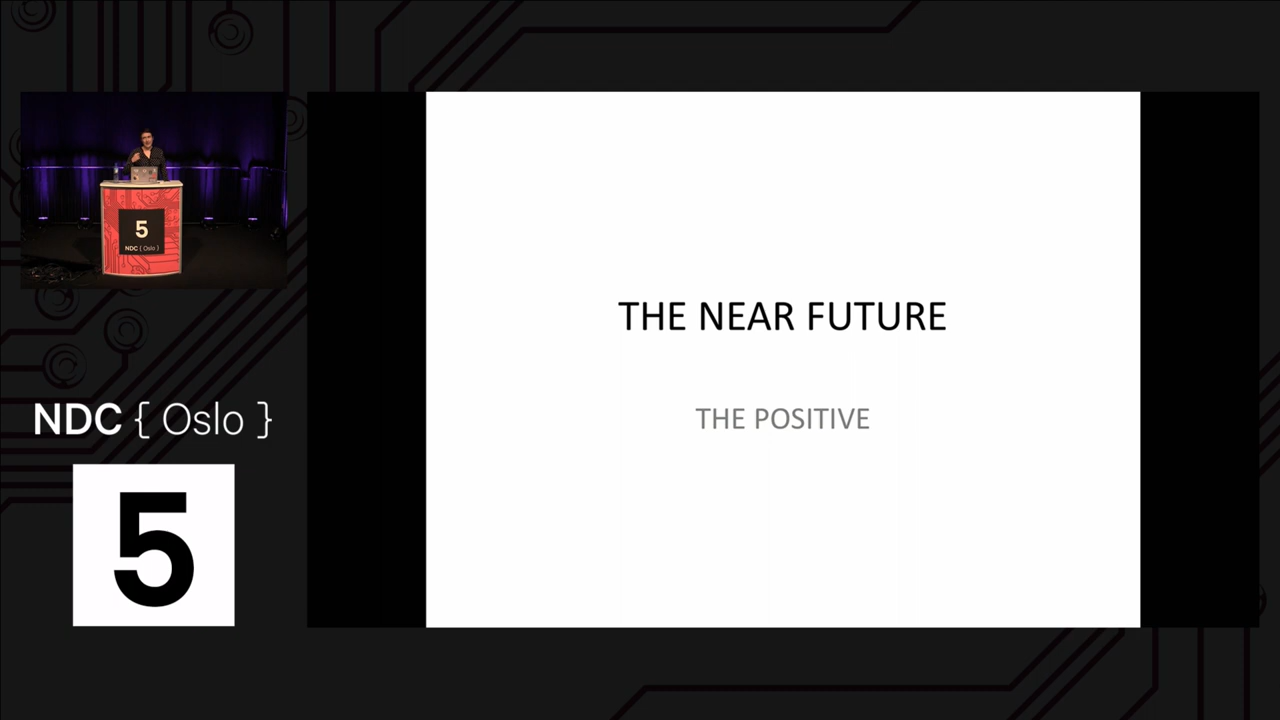 5
NDC { Oslo }
NDC { Oslo }
5
THE NEAR FUTURE
THE POSITIVE